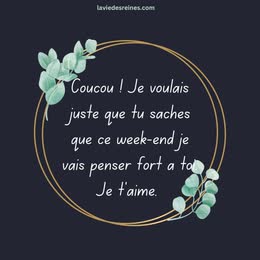 laviedesreines.com
Coucou ! Je voulais
juste que tu saches
que ce week-end je
vais penser fort a toi
Je t'aime.